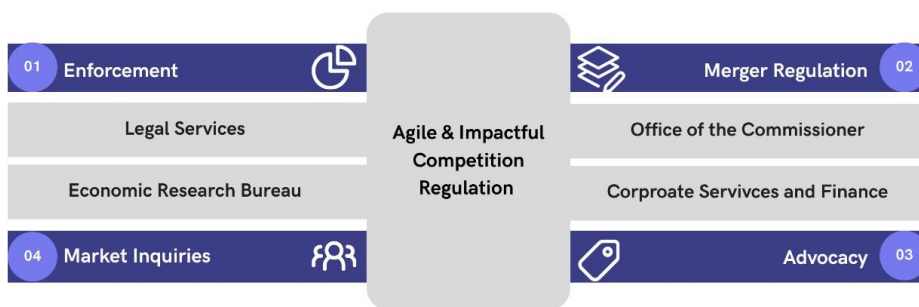 01 Enforcement
Merger Regulation 02
Legal Services
Office of the Commissioner
Agile & Impactful
Competition
Regulation
Economic Research Bureau
Corproate Servivces and Finance
04 Market Inquiries
Advocacy 03